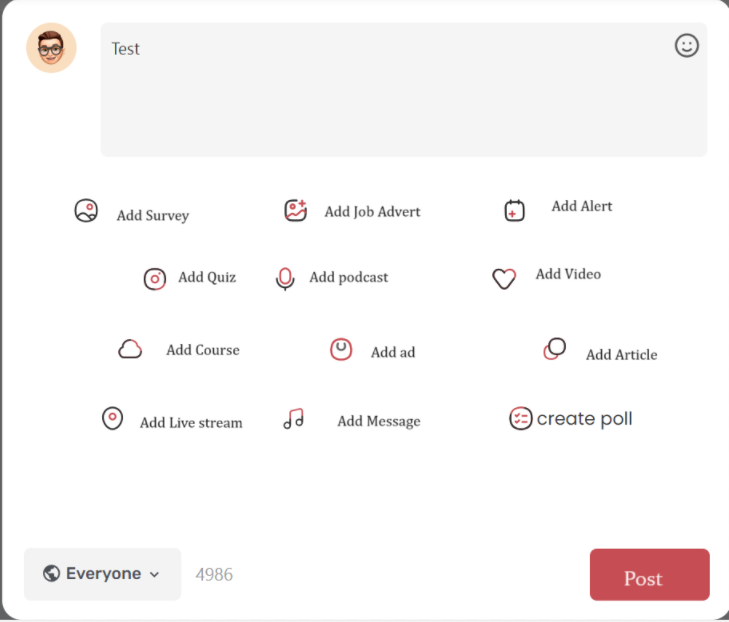 Test
Add Survey Add Job Advert Add Alert
Add Quiz Add podcast Add Video
Add Course Add ad Add Article
Add Live stream Add Message create poll
Everyone 4986 Post